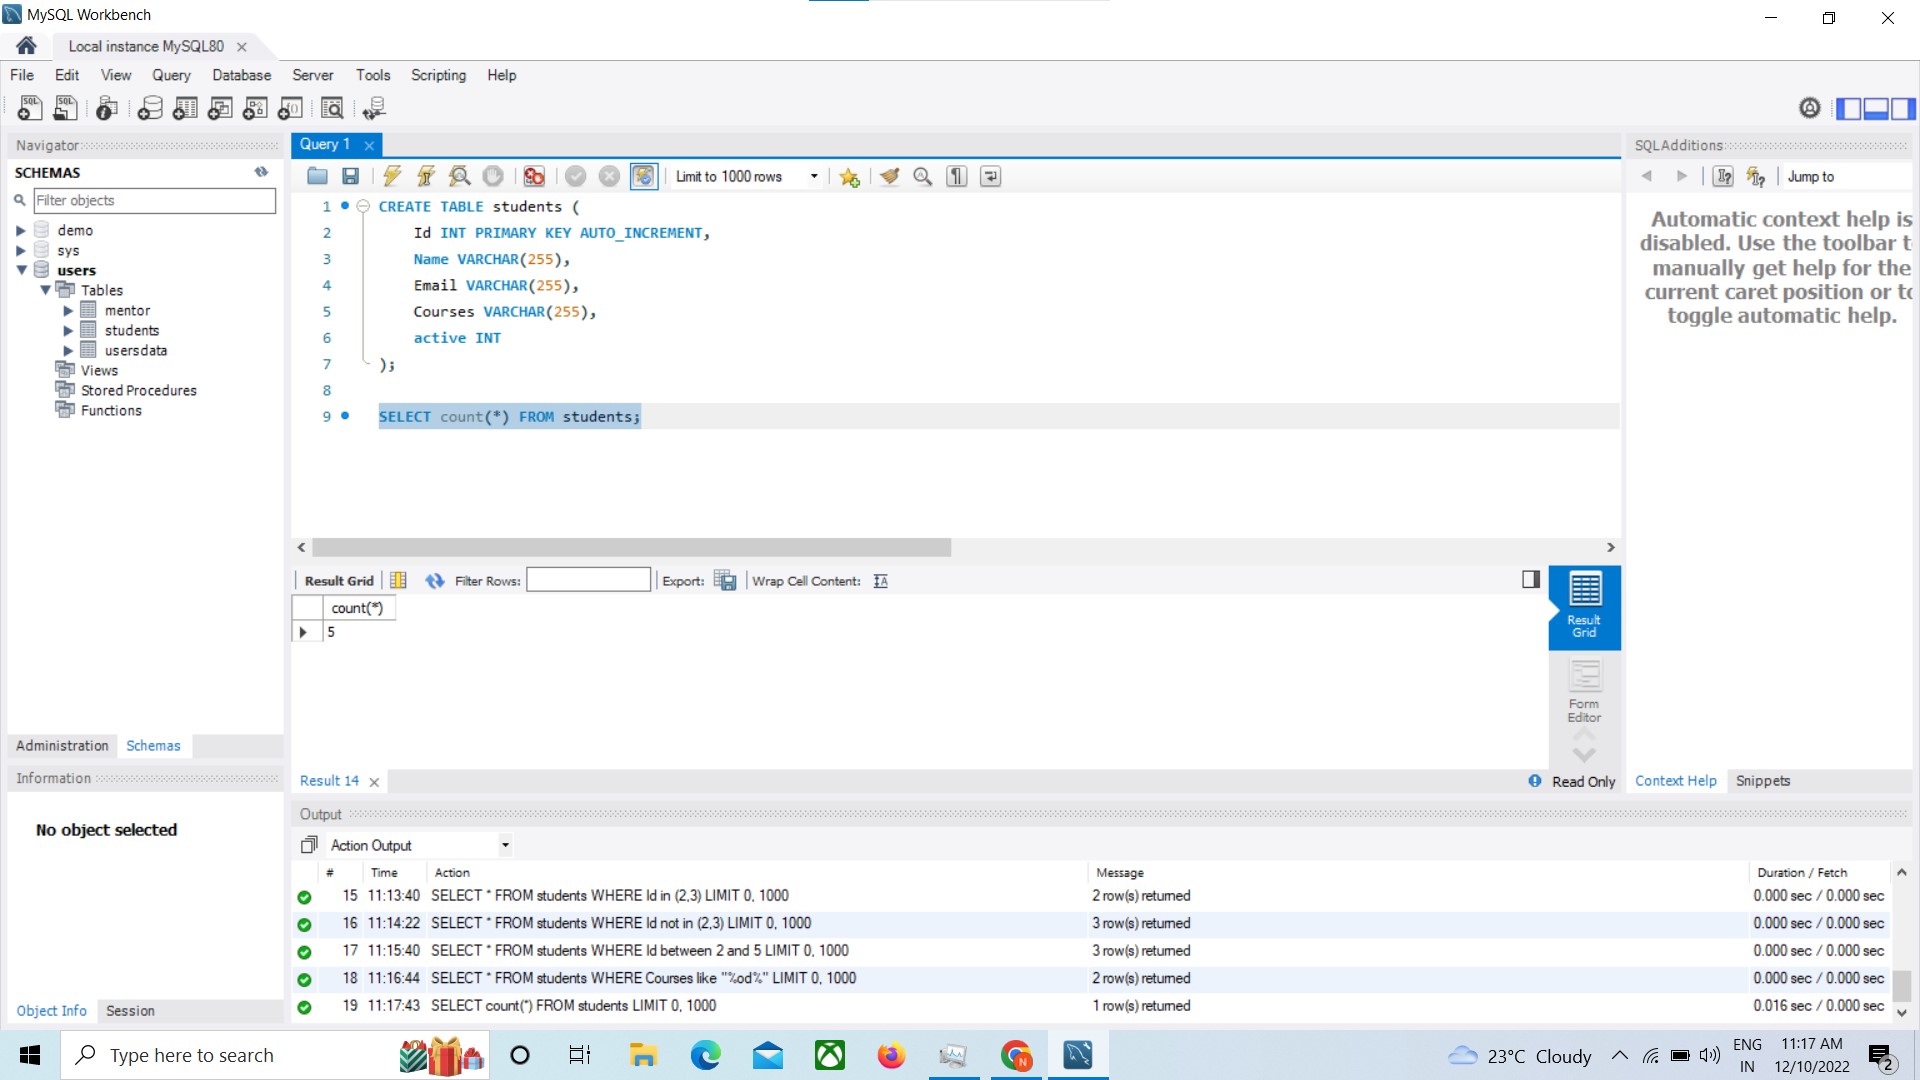 MySQL Workbench
Local instance MySQL80
File Edit View Query Database Server Tools Scripting Help
Navigator
SCHEMAS
Filter objects
demo
sys
users
Tables
mentor
students
usersdata
Views
Stored Procedures
Functions
Administration Schemas
Information
No object selected
Object Info Session
Query 1
Limit to 1000 rows
1 CREATE TABLE students (
2 Id INT PRIMARY KEY AUTO_INCREMENT,
3 Name VARCHAR(255),
4 Email VARCHAR(255),
5 Courses VARCHAR(255),
6 active INT
7 );
8
9 SELECT count(*) FROM students;
Result Grid Filter Rows: Export: Wrap Cell Content:
count(*)
5
Result Grid
Form Editor
Result 14
Read Only
SQLAdditions
Jump to
Automatic context help is
disabled. Use the toolbar t
manually get help for the
current caret position or to
toggle automatic help.
Context Help Snippets
Output
Action Output
# Time Action Message Duration / Fetch
15 11:13:40 SELECT * FROM students WHERE Id in (2,3) LIMIT 0, 1000 2 row(s) returned 0.000 sec / 0.000 sec
16 11:14:22 SELECT * FROM students WHERE Id not in (2,3) LIMIT 0, 1000 3 row(s) returned 0.000 sec / 0.000 sec
17 11:15:40 SELECT * FROM students WHERE Id between 2 and 5 LIMIT 0, 1000 3 row(s) returned 0.000 sec / 0.000 sec
18 11:16:44 SELECT * FROM students WHERE Courses like "%od%" LIMIT 0, 1000 2 row(s) returned 0.000 sec / 0.000 sec
19 11:17:43 SELECT count(*) FROM students LIMIT 0, 1000 1 row(s) returned 0.016 sec / 0.000 sec
Type here to search
23°C Cloudy
ENG
IN
11:17 AM
12/10/2022
2